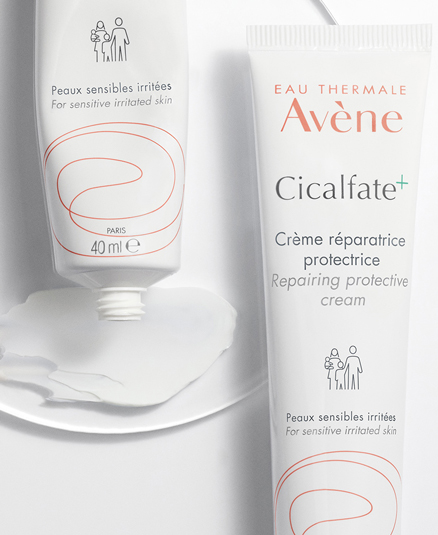 Peaux sensibles irritées
For sensitive irritated skin
PARIS
40 ml ℮
EAU THERMALE
Avène
Cicalfate+
Crème réparatrice
protectrice
Repairing protective
cream
Peaux sensibles irritées
For sensitive irritated skin